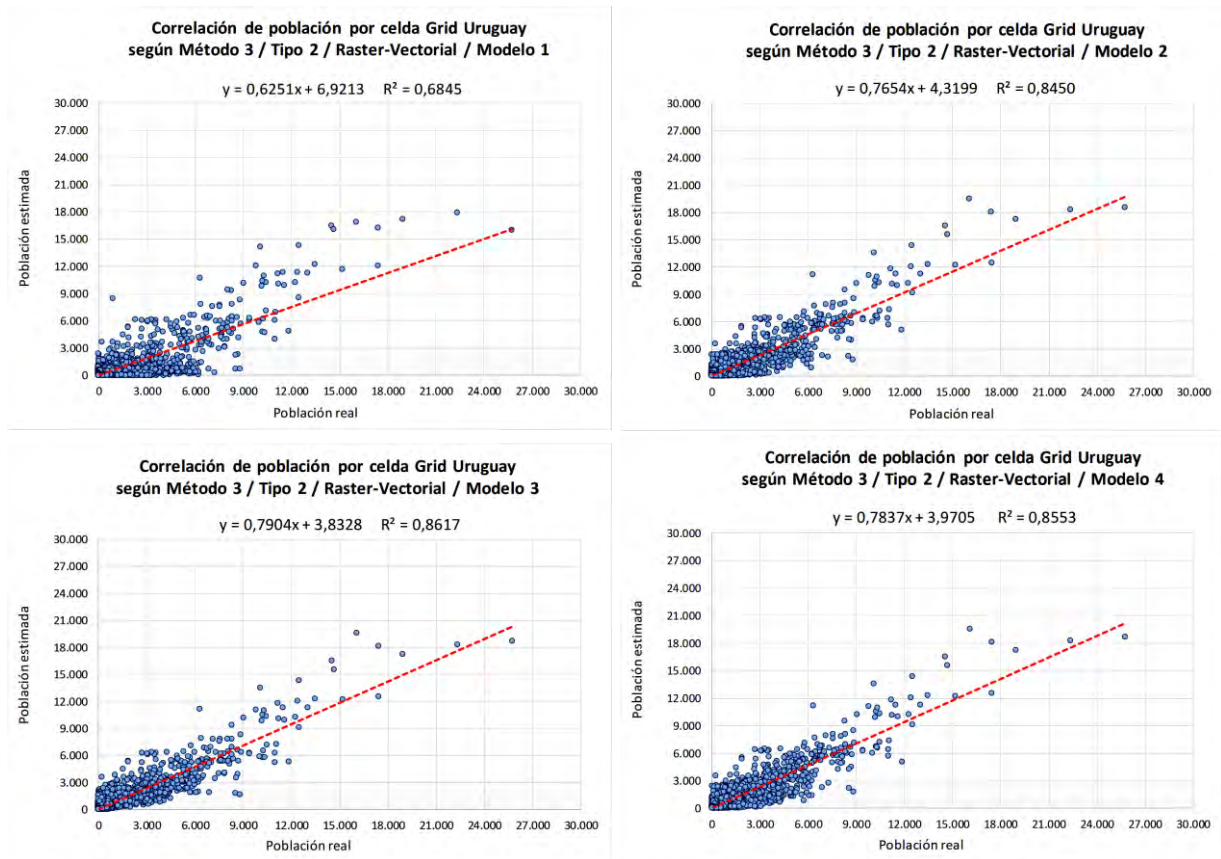 Correlación de población por celda Grid Uruguay
según Método 3 / Tipo 2 / Raster-Vectorial / Modelo 1
y = 0,6251x + 6,9213 R² = 0,6845
30.000
27.000
24.000
21.000
18.000
15.000
12.000
9.000
6.000
3.000
0
Población estimada
0 3.000 6.000 9.000 12.000 15.000 18.000 21.000 24.000 27.000 30.000
Población real
Correlación de población por celda Grid Uruguay
según Método 3 / Tipo 2 / Raster-Vectorial / Modelo 2
y = 0,7654x + 4,3199 R² = 0,8450
30.000
27.000
24.000
21.000
18.000
15.000
12.000
9.000
6.000
3.000
0
Población estimada
0 3.000 6.000 9.000 12.000 15.000 18.000 21.000 24.000 27.000 30.000
Población real
Correlación de población por celda Grid Uruguay
según Método 3 / Tipo 2 / Raster-Vectorial / Modelo 3
y = 0,7904x + 3,8328 R² = 0,8617
30.000
27.000
24.000
21.000
18.000
15.000
12.000
9.000
6.000
3.000
0
Población estimada
0 3.000 6.000 9.000 12.000 15.000 18.000 21.000 24.000 27.000 30.000
Población real
Correlación de población por celda Grid Uruguay
según Método 3 / Tipo 2 / Raster-Vectorial / Modelo 4
y = 0,7837x + 3,9705 R² = 0,8553
30.000
27.000
24.000
21.000
18.000
15.000
12.000
9.000
6.000
3.000
0
Población estimada
0 3.000 6.000 9.000 12.000 15.000 18.000 21.000 24.000 27.000 30.000
Población real